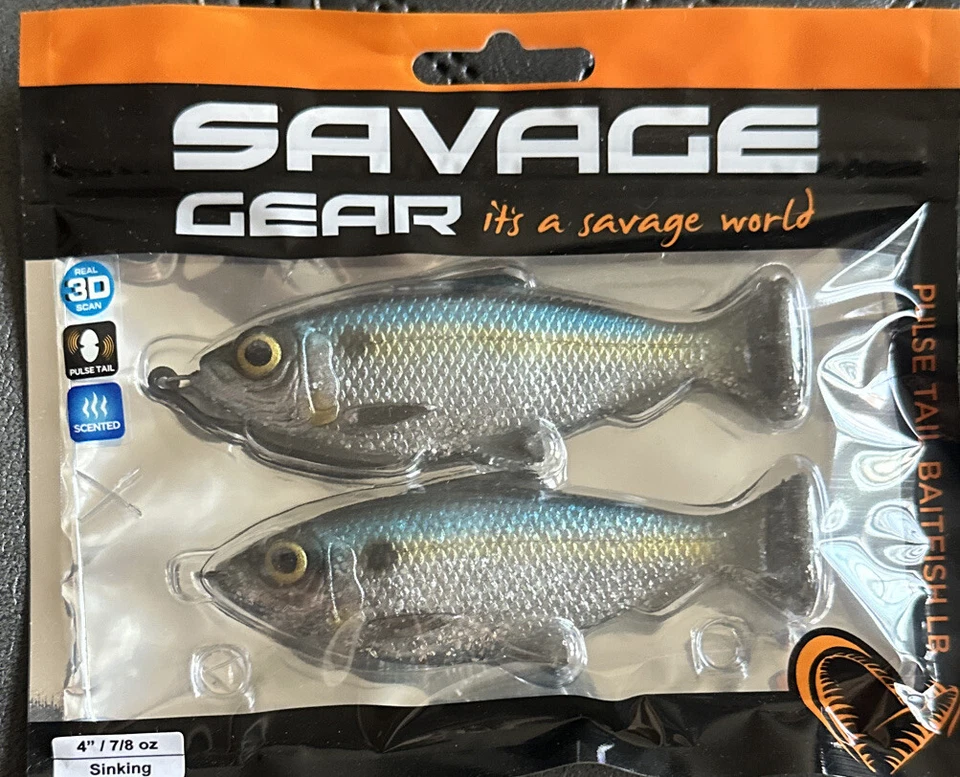 SAVAGE
GEAR it's a savage world
REAL
3D
SCAN
PULSE TAIL
SCENTED
PULSE TAIL BAITFISH LB
4” / 7/8 oz
Sinking